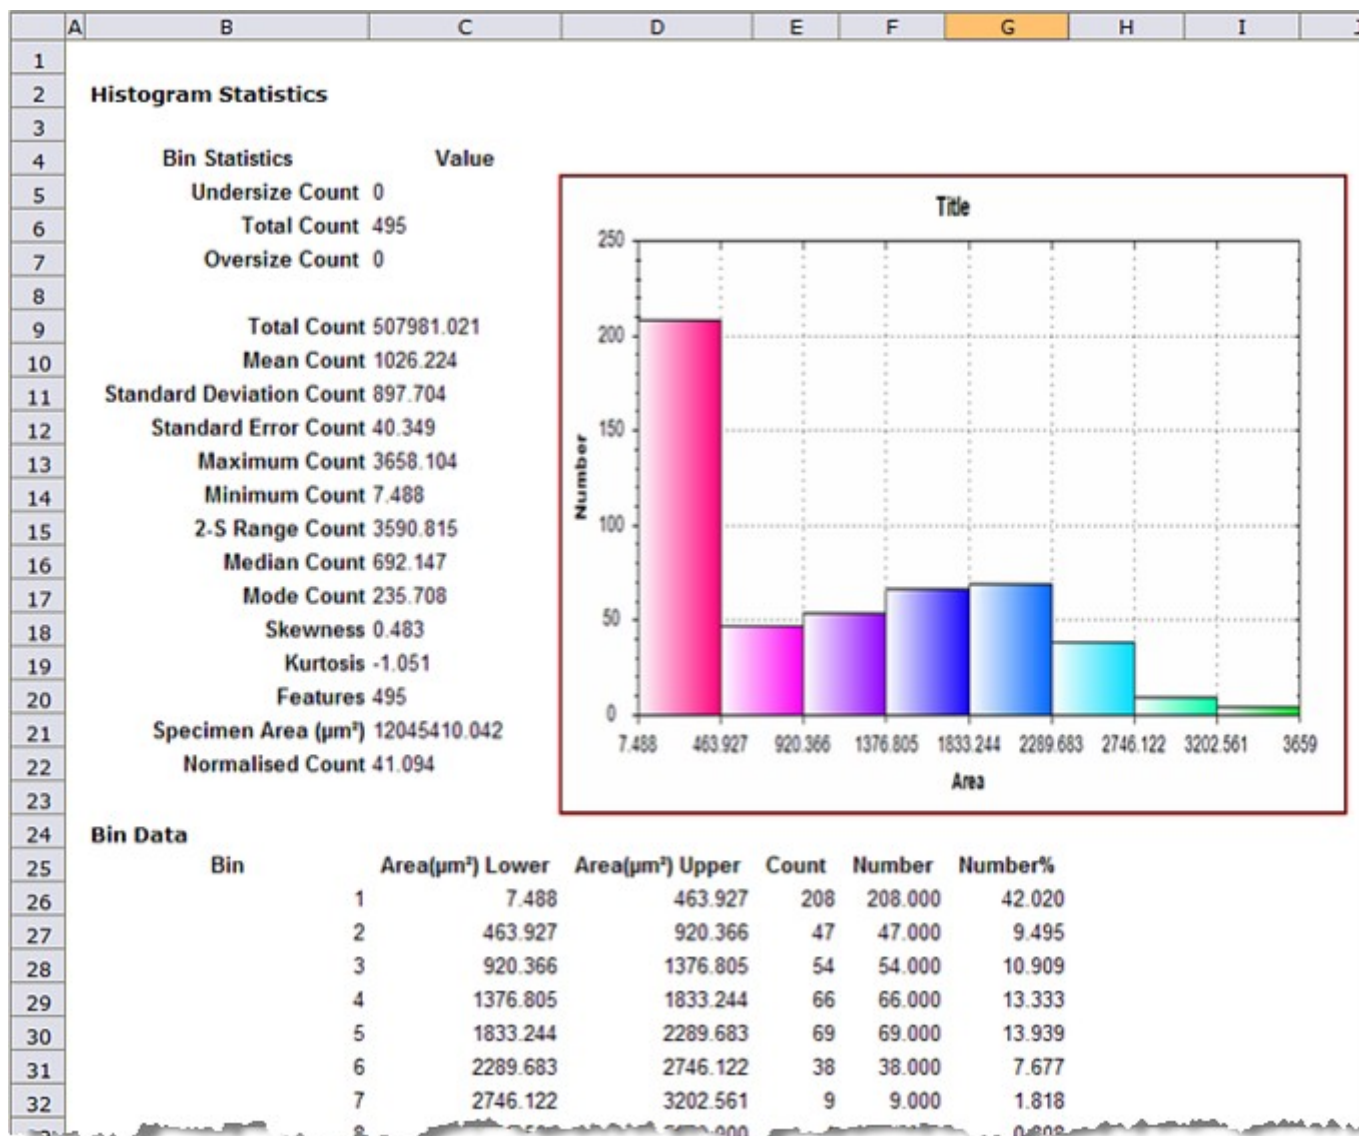 A B C D E F G H I J
1
2 Histogram Statistics
3
4 Bin Statistics Value
5 Undersize Count 0
6 Total Count 495
7 Oversize Count 0
8
9 Total Count 507981.021
10 Mean Count 1026.224
11 Standard Deviation Count 897.704
12 Standard Error Count 40.349
13 Maximum Count 3658.104
14 Minimum Count 7.488
15 2-S Range Count 3590.815
16 Median Count 692.147
17 Mode Count 235.708
18 Skewness 0.483
19 Kurtosis -1.051
20 Features 495
21 Specimen Area (µm²) 12045410.042
22 Normalised Count 41.094
23
Title
250
200
150
100
50
0
Number
7.488 463.927 920.366 1376.805 1833.244 2289.683 2746.122 3202.561 3659
Area
24 Bin Data
25 Bin Area(µm²) Lower Area(µm²) Upper Count Number Number%
26 1 7.488 463.927 208 208.000 42.020
27 2 463.927 920.366 47 47.000 9.495
28 3 920.366 1376.805 54 54.000 10.909
29 4 1376.805 1833.244 66 66.000 13.333
30 5 1833.244 2289.683 69 69.000 13.939
31 6 2289.683 2746.122 38 38.000 7.677
32 7 2746.122 3202.561 9 9.000 1.818